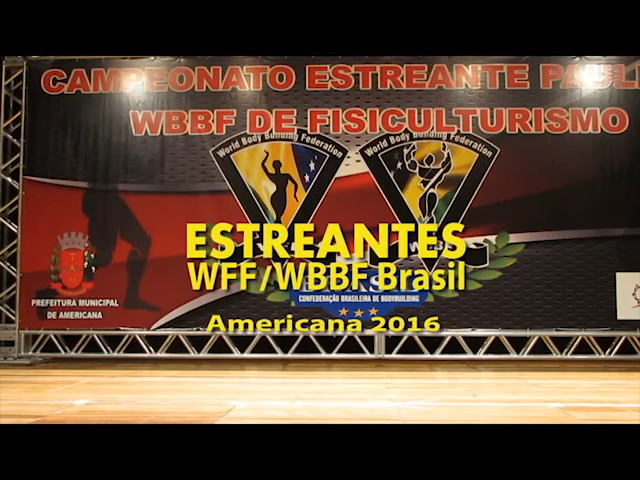 CAMPEONATO ESTREANTE PAUL
WBBF DE FISICULTURISMO
World Body Building Federation
World Body Building Federation
ESTREANTES
WFF/WBBF Brasil
CONFEDERAÇÃO BRASILEIRA DE BODYBUILDING
PREFEITURA MUNICIPAL
DE AMERICANA
Americana 2016